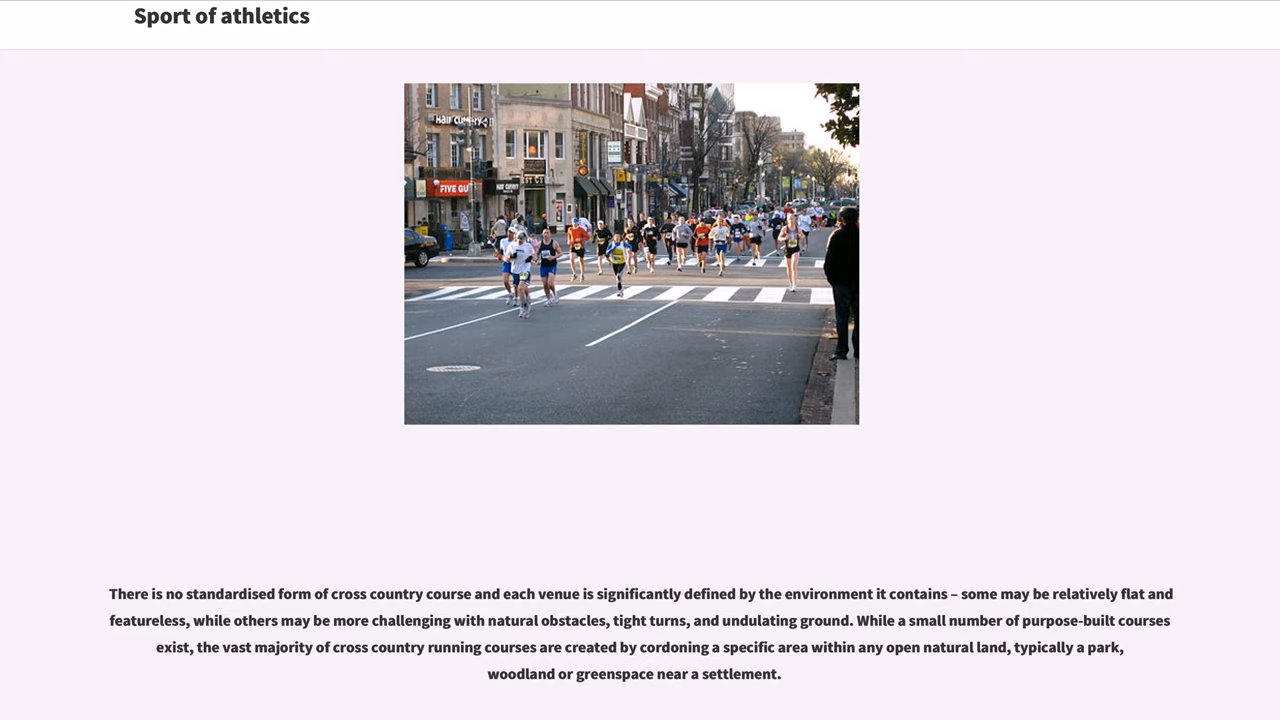 Sport of athletics
Hair Cuttery
FIVE GU
There is no standardised form of cross country course and each venue is significantly defined by the environment it contains – some may be relatively flat and
featureless, while others may be more challenging with natural obstacles, tight turns, and undulating ground. While a small number of purpose-built courses
exist, the vast majority of cross country running courses are created by cordoning a specific area within any open natural land, typically a park,
woodland or greenspace near a settlement.